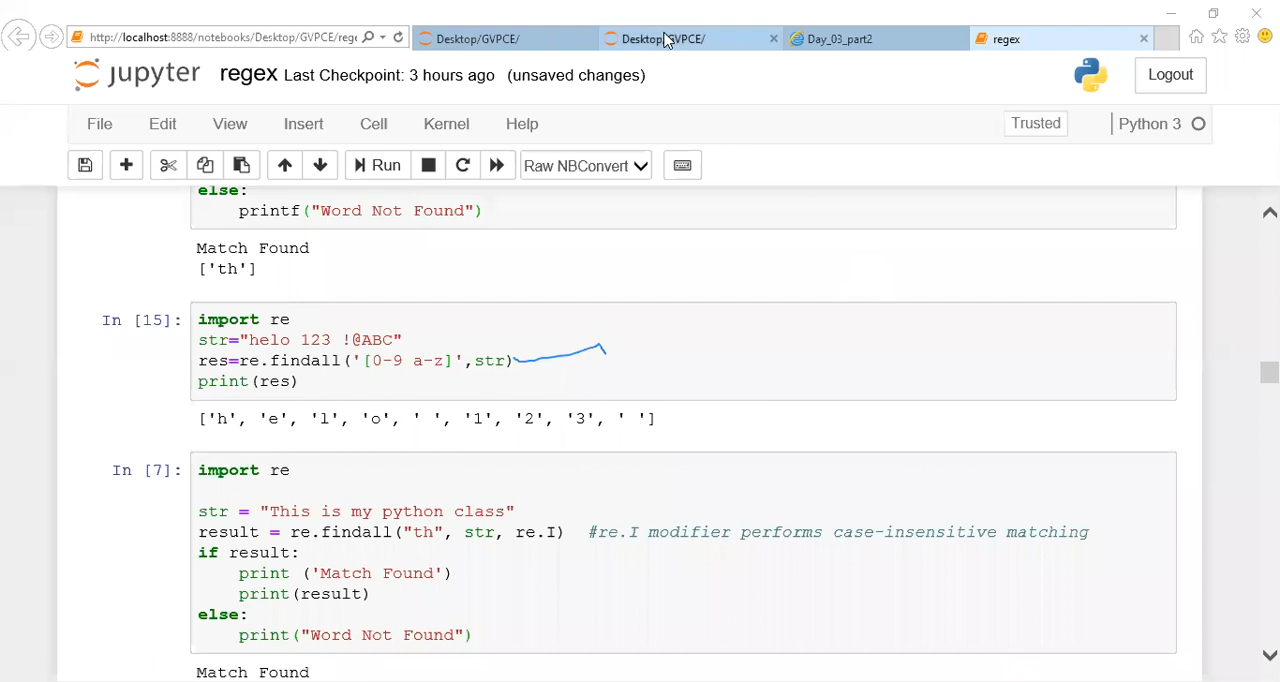 http://localhost:8888/notebooks/Desktop/GVPCE/rege
Desktop/GVPCE/
Desktop/GVPCE/
Day_03_part2
regex
jupyter regex Last Checkpoint: 3 hours ago (unsaved changes)
Logout
File Edit View Insert Cell Kernel Help
Trusted
Python 3
Run
Raw NBConvert
else:
printf("Word Not Found")
Match Found
['th']
In [15]:
import re
str="helo 123 !@ABC"
res=re.findall('[0-9 a-z]',str)
print(res)
['h', 'e', 'l', 'o', ' ', '1', '2', '3', ' ']
In [7]:
import re
str = "This is my python class"
result = re.findall("th", str, re.I) #re.I modifier performs case-insensitive matching
if result:
print ('Match Found')
print(result)
else:
print("Word Not Found")
Match Found